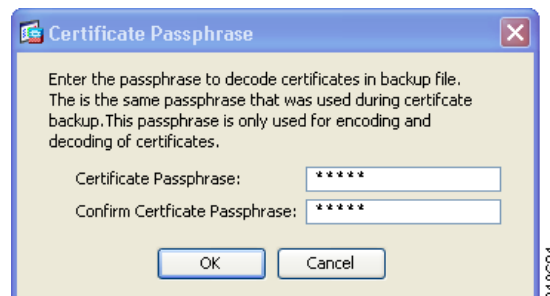 Certificate Passphrase
Enter the passphrase to decode certificates in backup file.
The is the same passphrase that was used during certifcate
backup.This passphrase is only used for encoding and
decoding of certificates.
Certificate Passphrase: *****
Confirm Certficate Passphrase: *****
OK Cancel